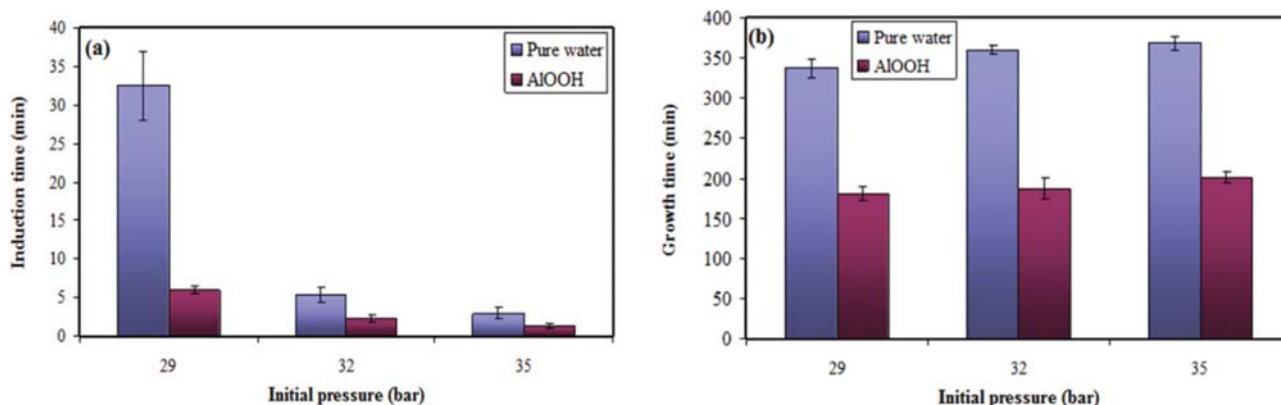 (a)
Pure water
AlOOH
40
35
30
25
20
15
10
5
0
Induction time (min)
29 32 35
Initial pressure (bar)
(b)
Pure water
AlOOH
400
350
300
250
200
150
100
50
0
Growth time (min)
29 32 35
Initial pressure (bar)